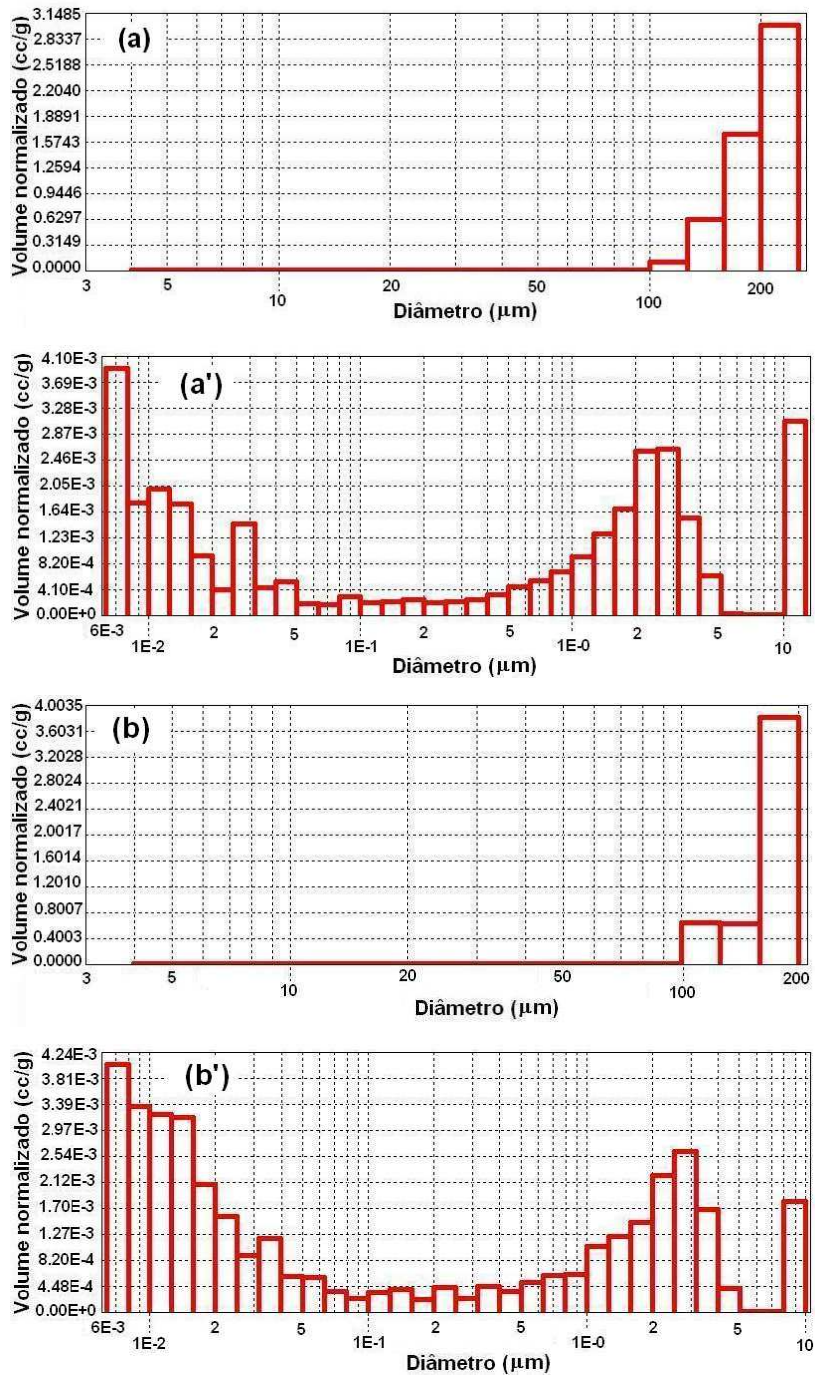 Volume normalizado (cc/g)
(a)
3.1485
2.8337
2.5188
2.2040
1.8891
1.5743
1.2594
0.9446
0.6297
0.3149
0.0000
3 5 10 20 50 100 200
Diâmetro (μm)
Volume normalizado (cc/g)
(a')
4.10E-3
3.69E-3
3.28E-3
2.87E-3
2.46E-3
2.05E-3
1.64E-3
1.23E-3
8.20E-4
4.10E-4
0.00E+0
6E-3 1E-2 2 5 1E-1 2 5 1E-0 2 5 10
Diâmetro (μm)
Volume normalizado (cc/g)
(b)
4.0035
3.6031
3.2028
2.8024
2.4021
2.0017
1.6014
1.2010
0.8007
0.4003
0.0000
3 5 10 20 50 100 200
Diâmetro (μm)
Volume normalizado (cc/g)
(b')
4.24E-3
3.81E-3
3.39E-3
2.97E-3
2.54E-3
2.12E-3
1.70E-3
1.27E-3
8.20E-4
4.48E-4
0.00E+0
6E-3 1E-2 2 5 1E-1 2 5 1E-0 2 5 10
Diâmetro (μm)